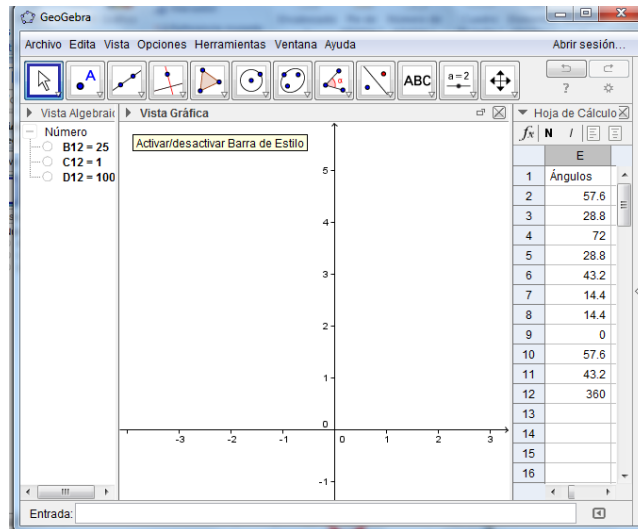 GeoGebra
Archivo Edita Vista Opciones Herramientas Ventana Ayuda Abrir sesión...
A α ABC a = 2
?
Vista Algebraic Vista Gráfica Hoja de Cálculo
Número
B12 = 25
C12 = 1
D12 = 100
Activar/desactivar Barra de Estilo
fx N I
E
1 Ángulos
2 57.6
3 28.8
4 72
5 28.8
6 43.2
7 14.4
8 14.4
9 0
10 57.6
11 43.2
12 360
13
14
15
16
5
4
3
2
1
0
-3 -2 -1 0 1 2 3
-1
Entrada: